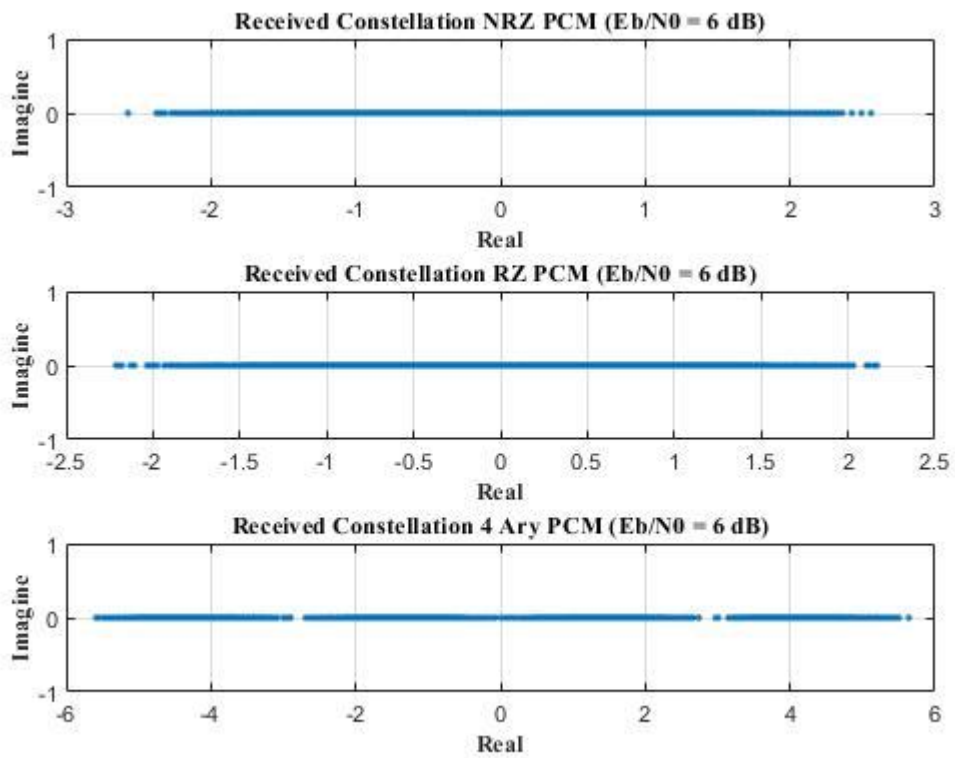 Received Constellation NRZ PCM (Eb/N0 = 6 dB)
1
0
-1
Imagine
-3 -2 -1 0 1 2 3
Real
Received Constellation RZ PCM (Eb/N0 = 6 dB)
1
0
-1
Imagine
-2.5 -2 -1.5 -1 -0.5 0 0.5 1 1.5 2 2.5
Real
Received Constellation 4 Ary PCM (Eb/N0 = 6 dB)
1
0
-1
Imagine
-6 -4 -2 0 2 4 6
Real